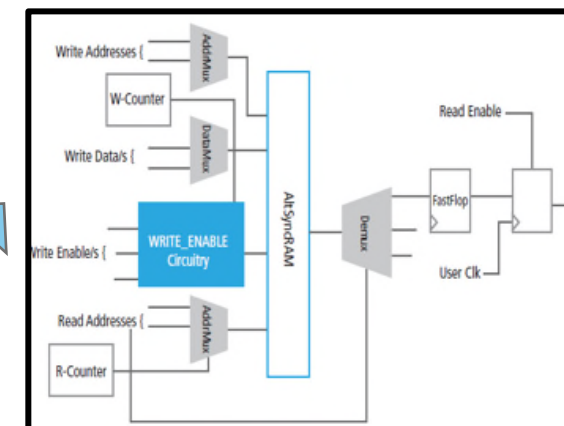 Write Addresses {
AddrMux
W-Counter
Read Enable
Write Data/s {
DataMux
AltSyncRAM
FastFlop
Demux
WRITE_ENABLE
Circuitry
Write Enable/s {
User Clk
Read Addresses {
AddrMux
R-Counter